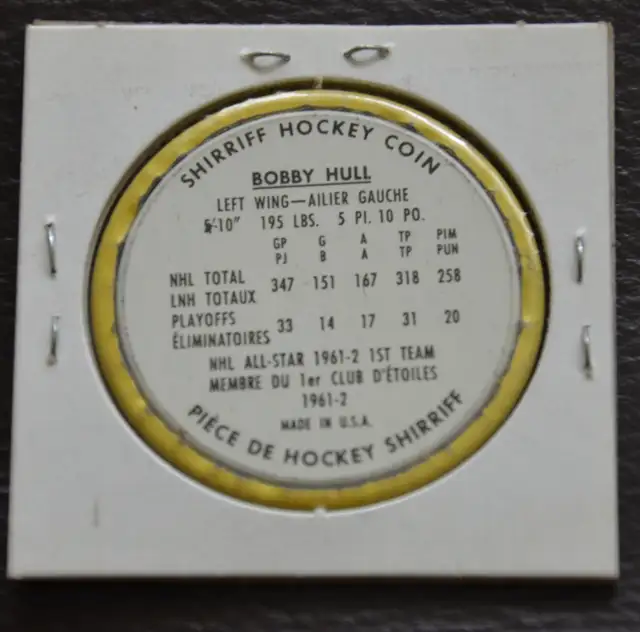 SHIRRIFF HOCKEY COIN
BOBBY HULL
LEFT WING—AILIER GAUCHE
5'-10" 195 LBS. 5 PI. 10 PO.
GP G A TP PIM
PJ B A TP PUN
NHL TOTAL 347 151 167 318 258
LNH TOTAUX
PLAYOFFS 33 14 17 31 20
ÉLIMINATOIRES
NHL ALL-STAR 1961-2 1ST TEAM
MEMBRE DU 1er CLUB D'ÉTOILES
1961-2
MADE IN U.S.A.
PIÈCE DE HOCKEY SHIRRIFF